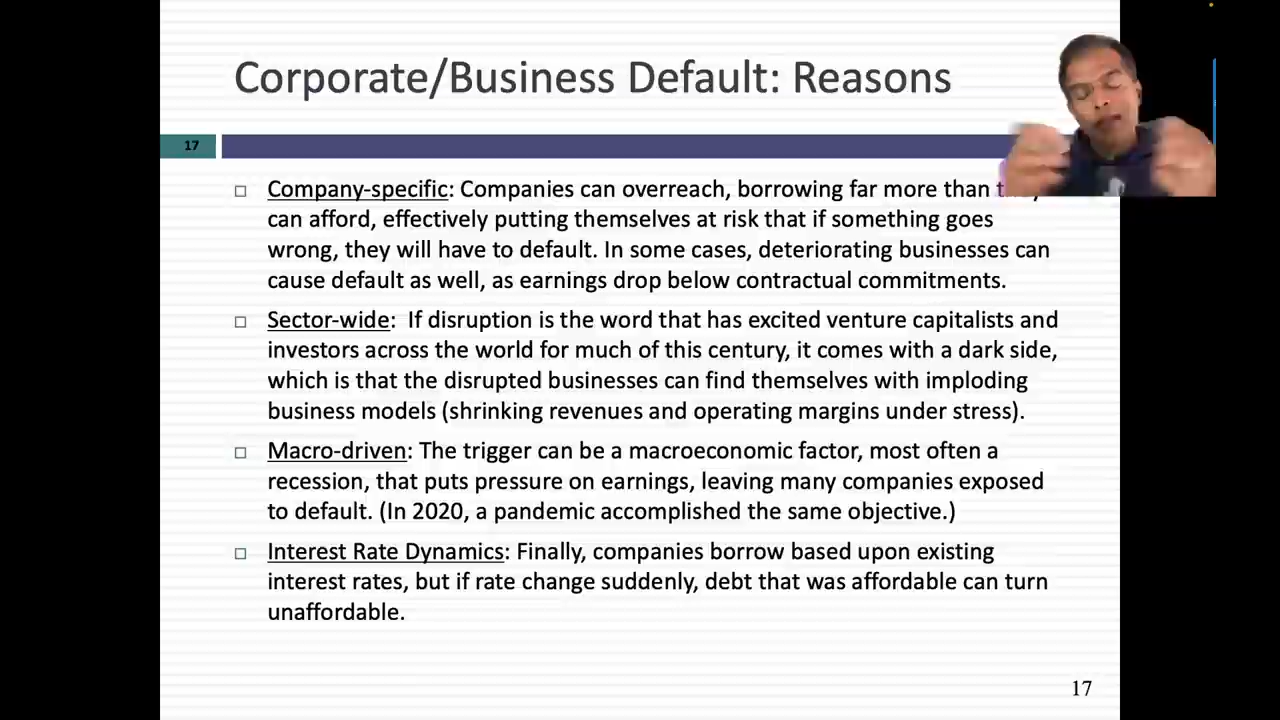 Corporate/Business Default: Reasons
17
Company-specific: Companies can overreach, borrowing far more than
can afford, effectively putting themselves at risk that if something goes
wrong, they will have to default. In some cases, deteriorating businesses can
cause default as well, as earnings drop below contractual commitments.
Sector-wide:  If disruption is the word that has excited venture capitalists and
investors across the world for much of this century, it comes with a dark side,
which is that the disrupted businesses can find themselves with imploding
business models (shrinking revenues and operating margins under stress).
Macro-driven: The trigger can be a macroeconomic factor, most often a
recession, that puts pressure on earnings, leaving many companies exposed
to default. (In 2020, a pandemic accomplished the same objective.)
Interest Rate Dynamics: Finally, companies borrow based upon existing
interest rates, but if rate change suddenly, debt that was affordable can turn
unaffordable.
17